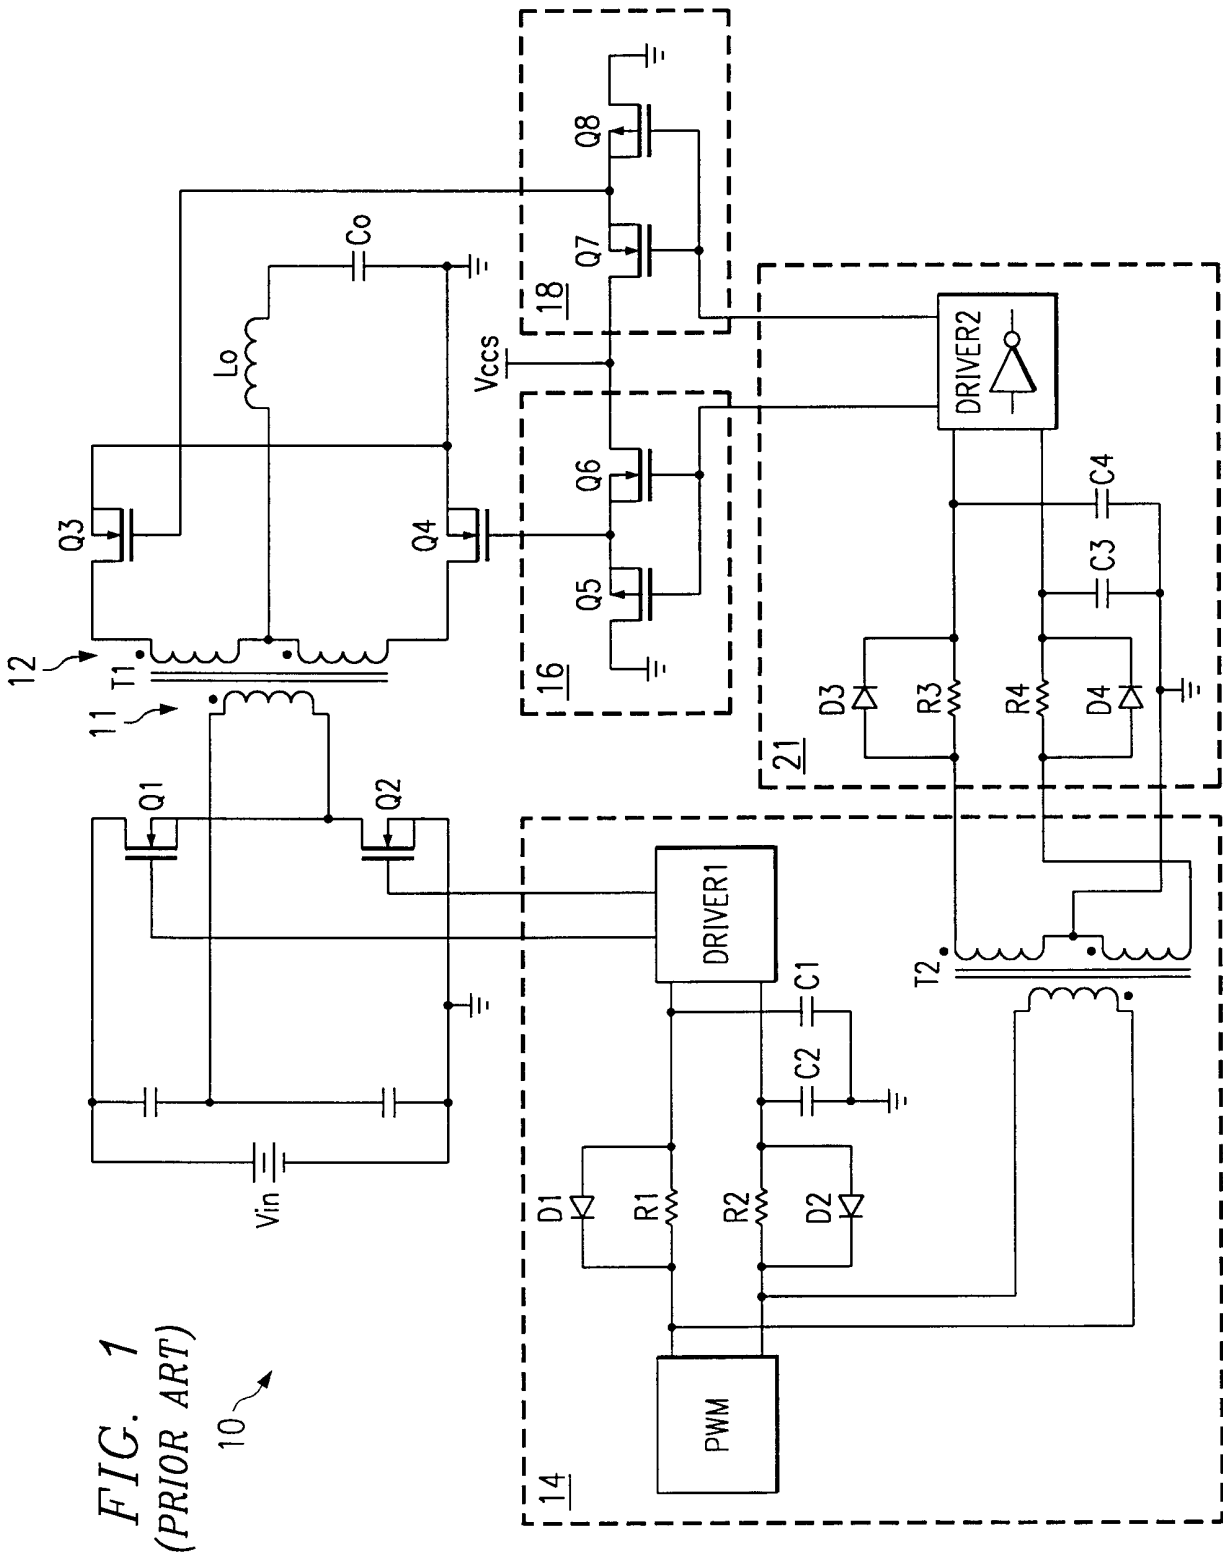 FIG. 1
(PRIOR ART)
10
Vin
Q1
Q2
11
12
T1
Q3
Q4
Lo
Co
14
PWM
D1
R1
R2
D2
C2
C1
DRIVER1
T2
16
Q5
Q6
Vccs
18
Q7
Q8
21
D3
R3
R4
D4
C3
C4
DRIVER2